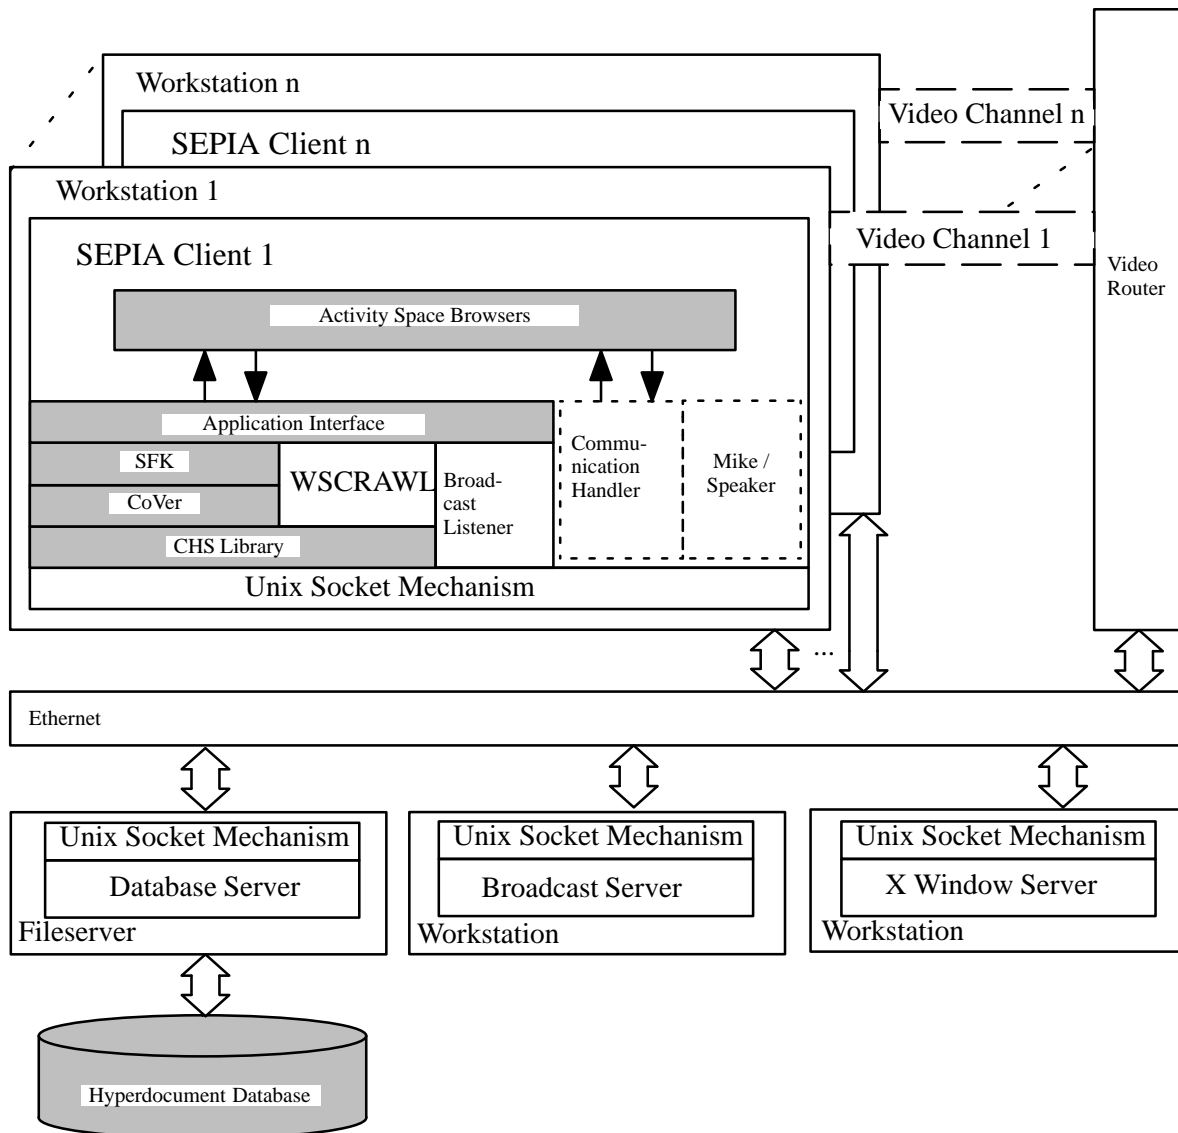 Workstation n
Video Channel n
SEPIA Client n
Workstation 1
Video Channel 1
SEPIA Client 1
Video
Router
Activity Space Browsers
Application Interface
SFK
CoVer
WSCRAWL
CHS Library
Broad-
cast
Listener
Commu-
nication
Handler
Mike /
Speaker
Unix Socket Mechanism
...
Ethernet
Unix Socket Mechanism
Database Server
Fileserver
Unix Socket Mechanism
Broadcast Server
Workstation
Unix Socket Mechanism
X Window Server
Workstation
Hyperdocument Database